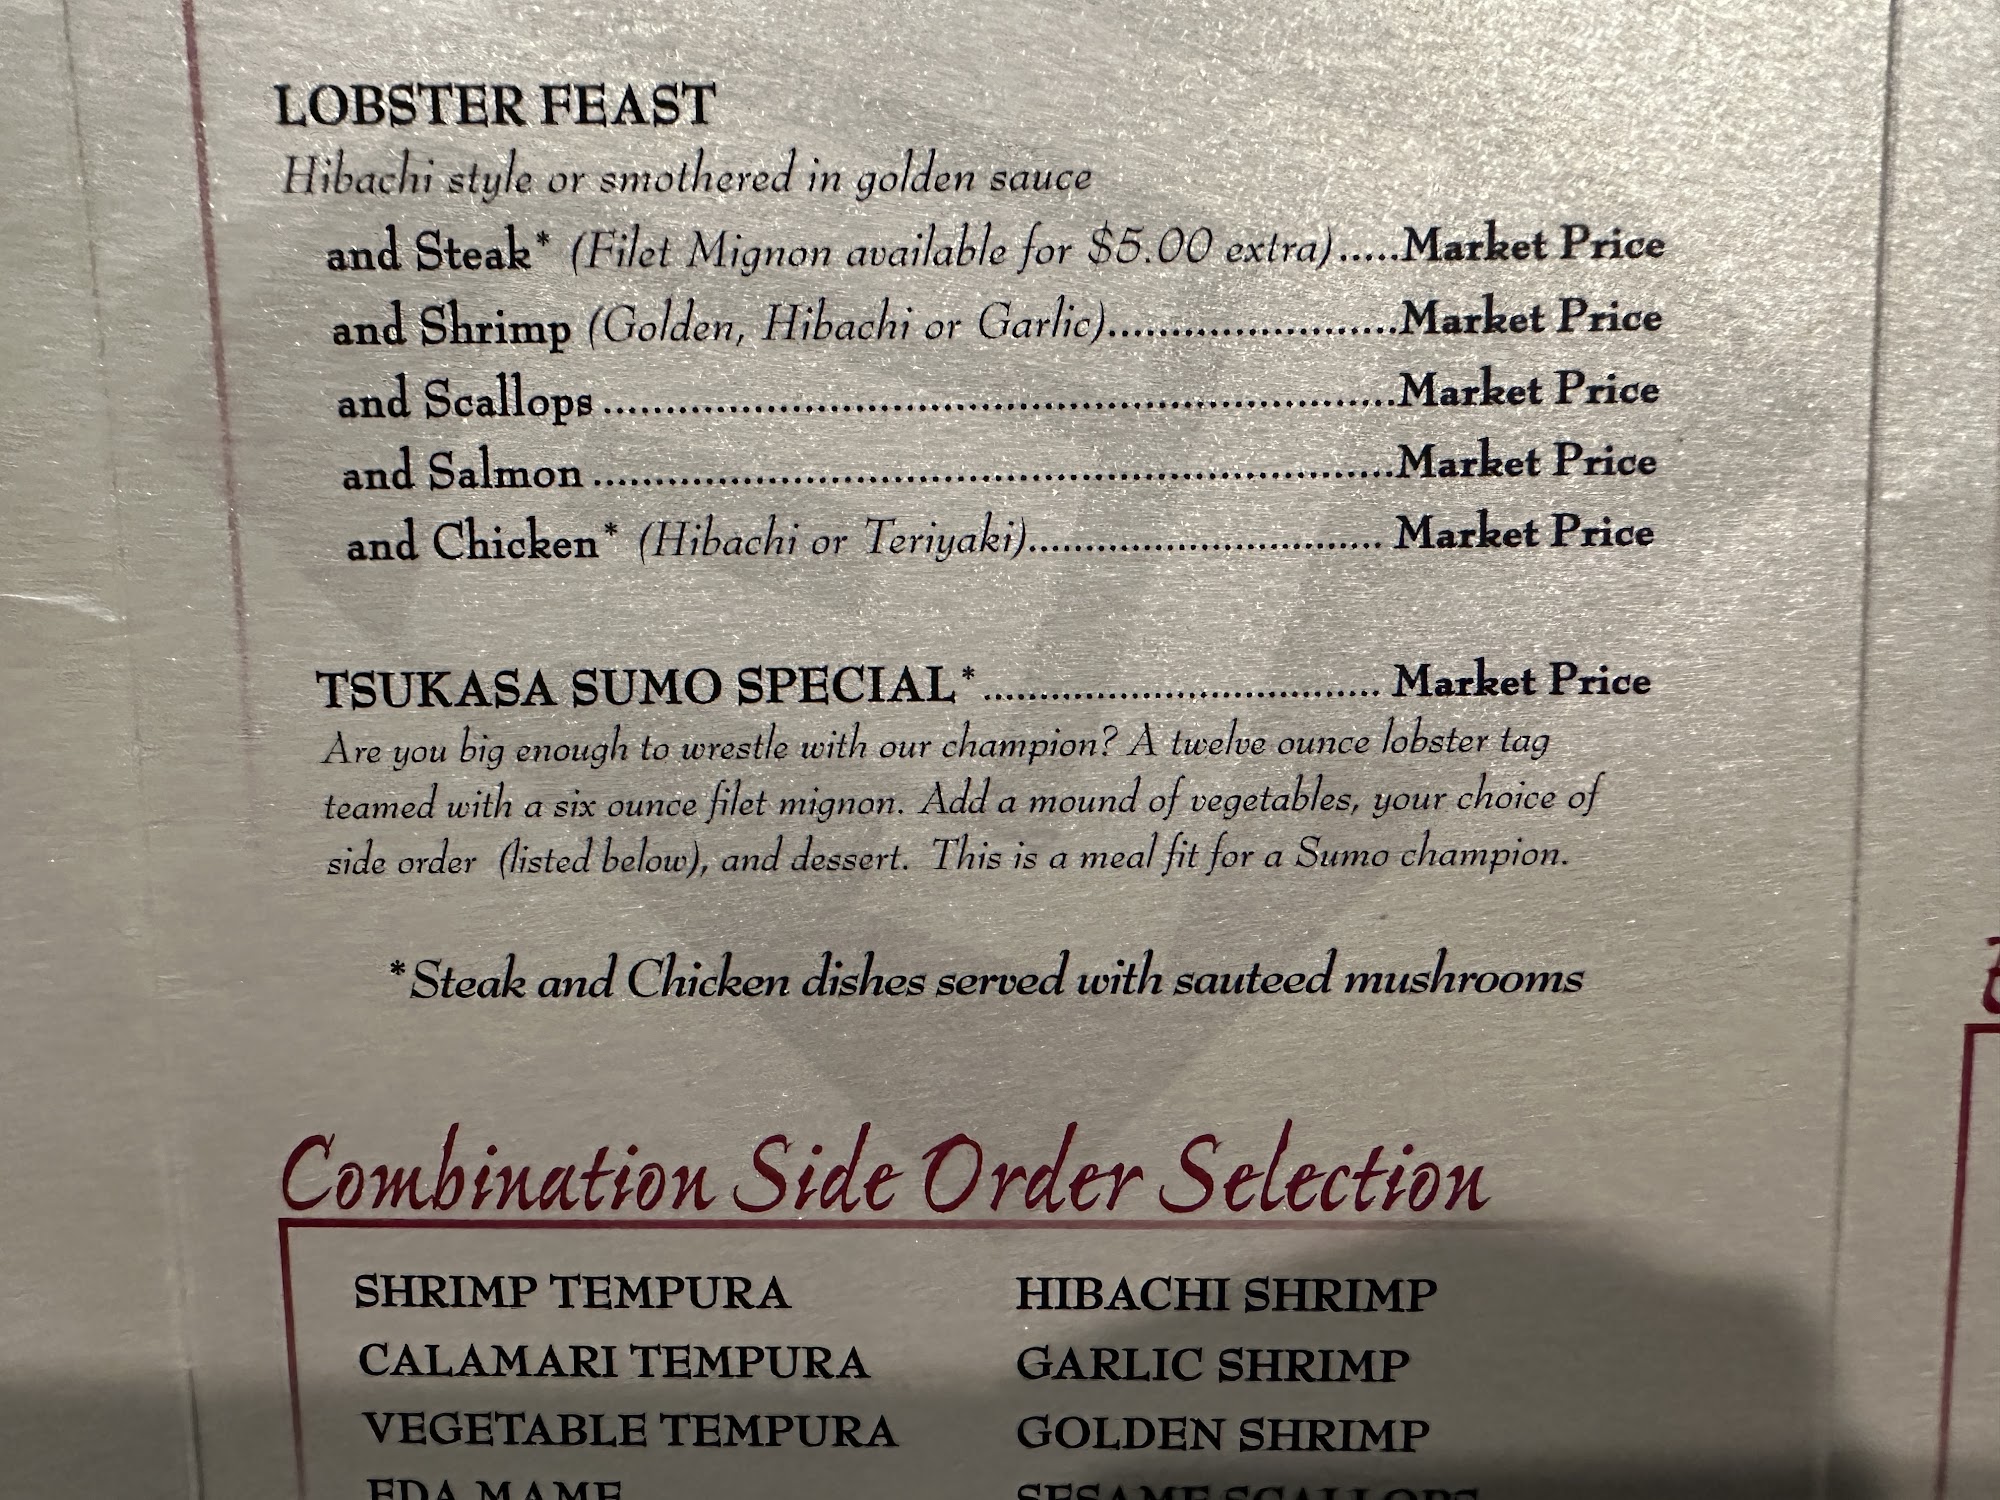 LOBSTER FEAST
Hibachi style or smothered in golden sauce
and Steak* (Filet Mignon available for $5.00 extra).....Market Price
and Shrimp (Golden, Hibachi or Garlic).......................Market Price
and Scallops...............................................................Market Price
and Salmon................................................................Market Price
and Chicken* (Hibachi or Teriyaki)............................ Market Price
TSUKASA SUMO SPECIAL*................................ Market Price
Are you big enough to wrestle with our champion? A twelve ounce lobster tag
teamed with a six ounce filet mignon. Add a mound of vegetables, your choice of
side order (listed below), and dessert. This is a meal fit for a Sumo champion.
*Steak and Chicken dishes served with sauteed mushrooms
Combination Side Order Selection
SHRIMP TEMPURA
CALAMARI TEMPURA
VEGETABLE TEMPURA
EDA MAME
HIBACHI SHRIMP
GARLIC SHRIMP
GOLDEN SHRIMP
SESAME SCALLOPS